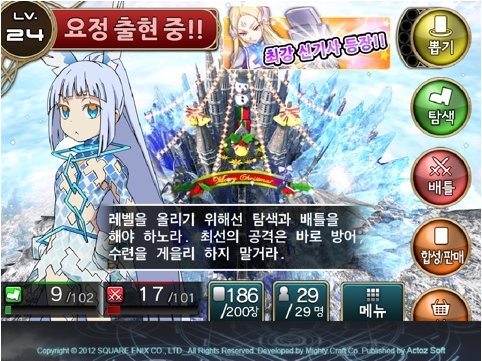 LV.
24
요정 출현 중!!
최강 신기사 등장!!
뽑기
탐색
배틀
합성/판매
Merry Christmas!
레벨을 올리기 위해선 탐색과 배틀을
해야 하노라. 최선의 공격은 바로 방어,
수련을 게을리 하지 말거라.
9/102
17/101
186
/200장
29
/29명
메뉴
Copyright © 2012 SQUARE ENIX CO., LTD. All Rights Reserved. Developed by Mighty Craft Co. Published by Actoz Soft